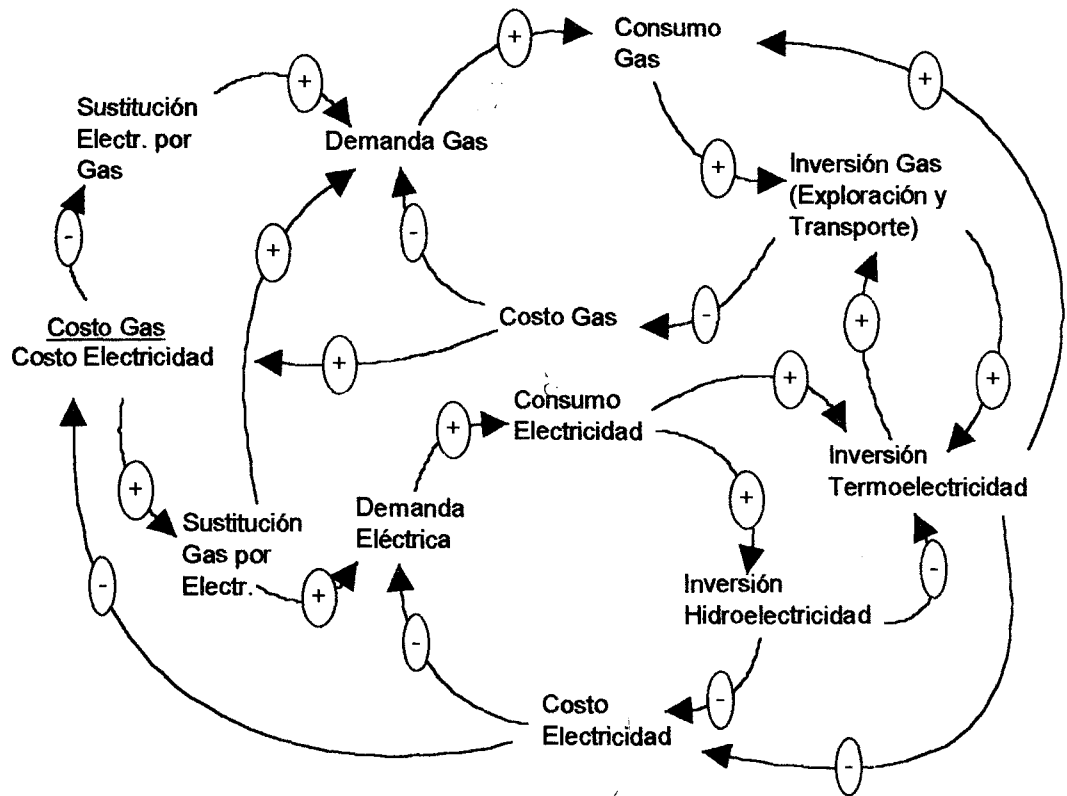 Consumo
Gas
+
+
+
Sustitución
Electr. por
Gas
Demanda Gas
+
Inversión Gas
(Exploración y
Transporte)
-
+
-
Costo Gas
Costo Electricidad
Costo Gas
-
+
+
+
+
Consumo
Electricidad
+
Inversión
Termoelectricidad
+
+
Sustitución
Gas por
Electr.
Demanda
Eléctrica
+
-
+
-
Inversión
Hidroelectricidad
-
-
Costo
Electricidad
-